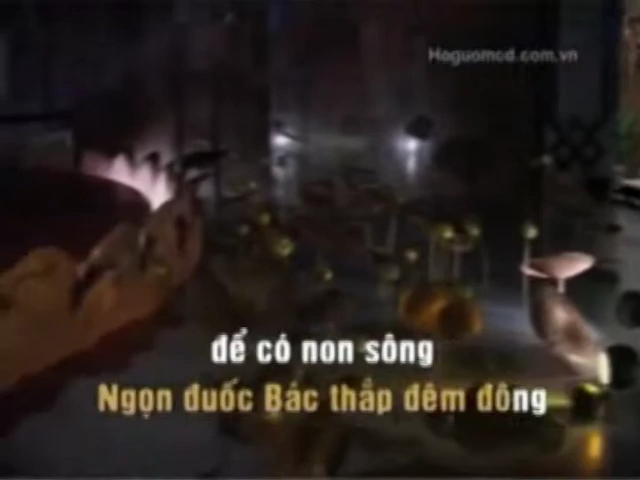 Hoguomcd.com.vn
để có non sông
Ngọn đuốc Bác thắp đêm đông